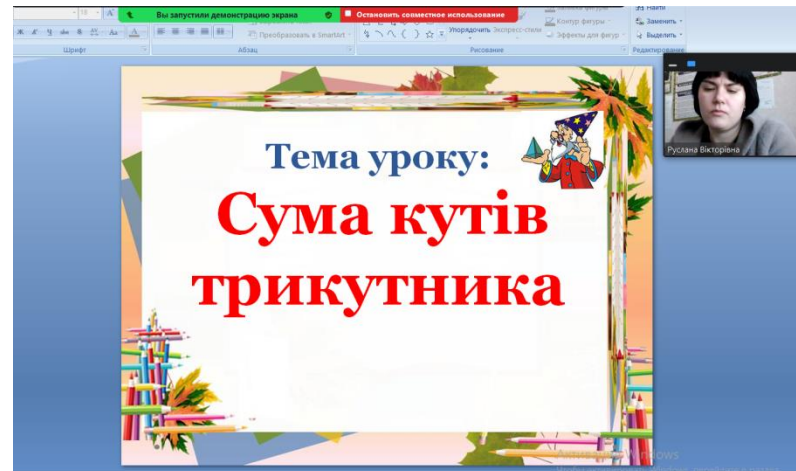 Вы запустили демонстрацию экрана
Остановить совместное использование
Найти
Заменить
Выделить
Контур фигуры
Эффекты для фигур
Преобразовать в SmartArt
Упорядочить Экспресс-стили
Шрифт
Абзац
Рисование
Редактирование
Руслана Вікторівна
Тема уроку:
Сума кутів
трикутника